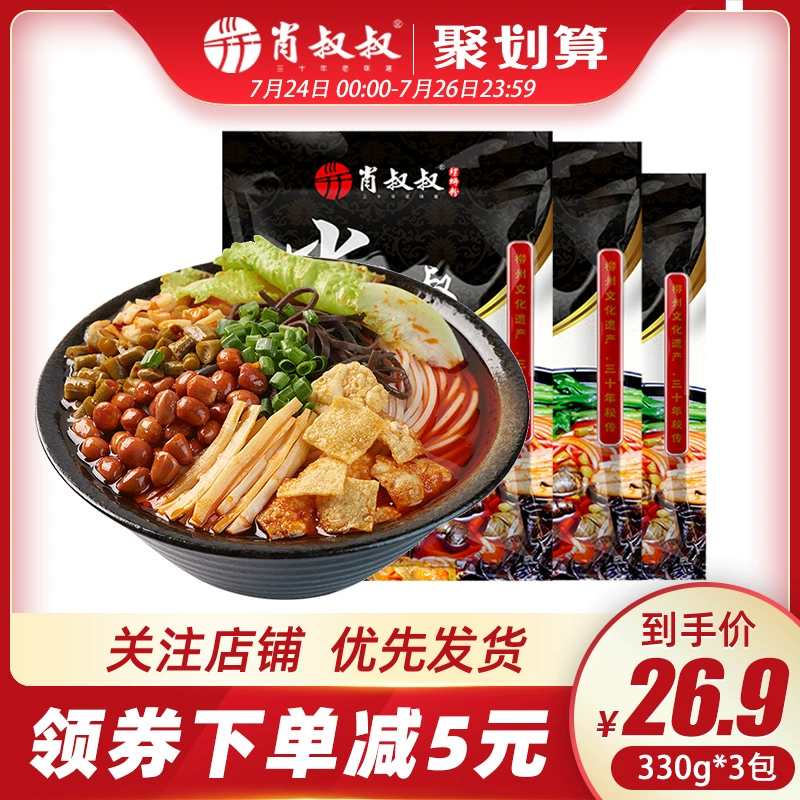 肖叔叔® 聚划算
三十年老味道
7月24日 00:00-7月26日23:59
肖叔叔® 螺蛳粉
三十年老味道
叔
柳州文化遗产·
柳州文化遗产·三十年秘传
柳州文化遗产·三十年秘传
关注店铺 优先发货
领券下单减5元
到手价
¥26.9
330g*3包